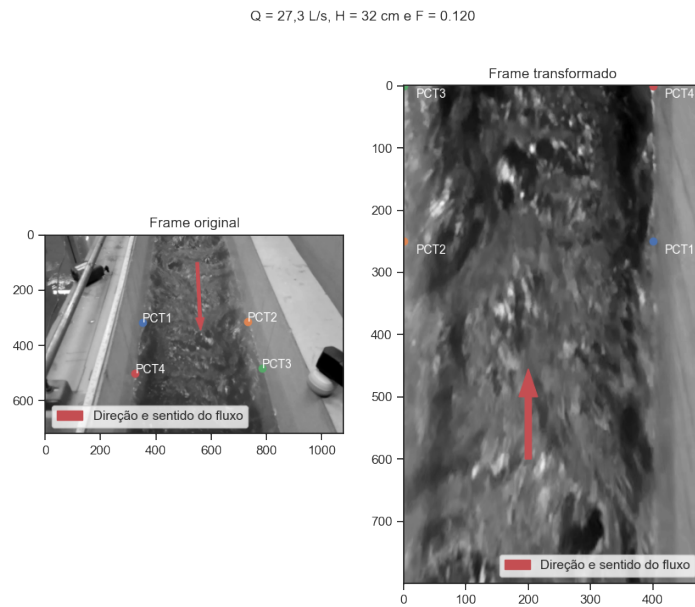 Q = 27,3 L/s, H = 32 cm e F = 0.120
Frame original
0
200
400
600
PCT1
PCT2
PCT4
PCT3
Direção e sentido do fluxo
0 200 400 600 800 1000
Frame transformado
0
100
200
300
400
500
600
700
PCT3
PCT4
PCT2
PCT1
Direção e sentido do fluxo
0 100 200 300 400